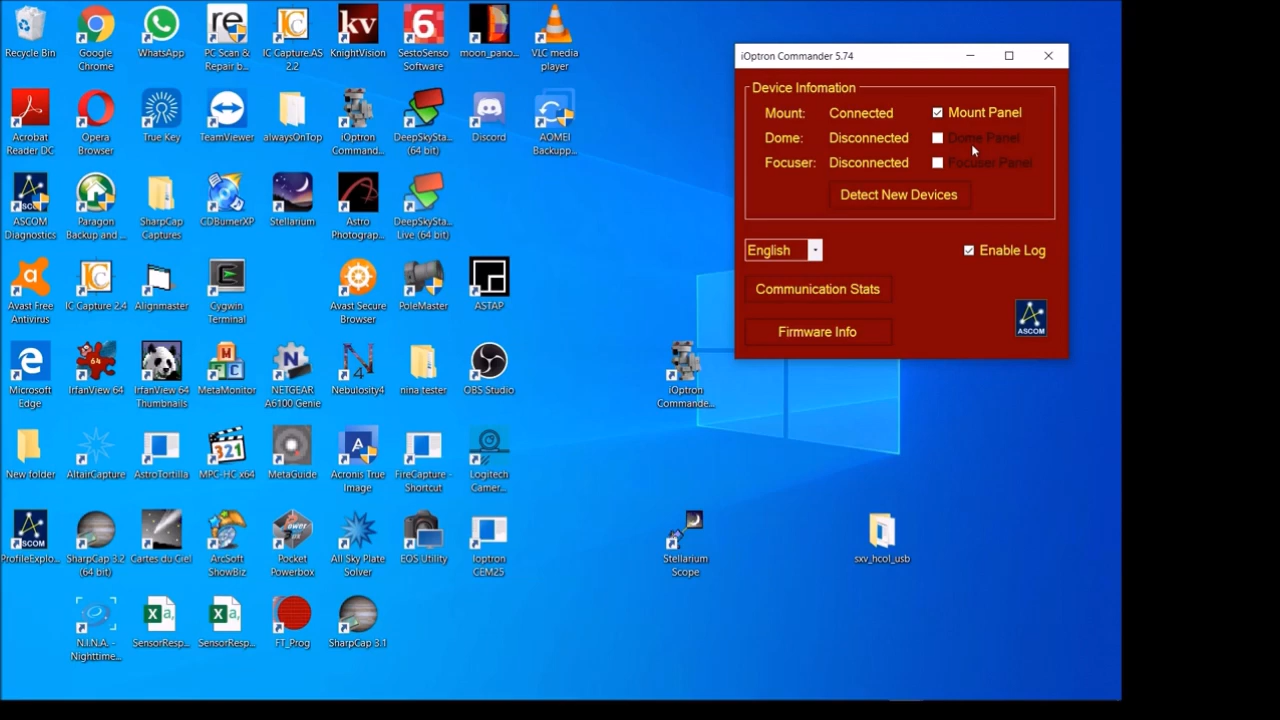 Recycle Bin
Google
Chrome
WhatsApp
PC Scan &
Repair b...
IC Capture.AS
2.2
KnightVision
SestoSenso
Software
moon_pano...
VLC media
player
Acrobat
Reader DC
Opera
Browser
True Key
TeamViewer
alwaysOnTop
iOptron
Command...
DeepSkySta...
(64 bit)
Discord
AOMEI
Backupp...
ASCOM
Diagnostics
Paragon
Backup and ...
SharpCap
Captures
CDBurnerXP
Stellarium
Astro
Photograp...
DeepSkySta...
Live (64 bit)
Avast Free
Antivirus
IC Capture 2.4
Alignmaster
Cygwin
Terminal
Avast Secure
Browser
PoleMaster
ASTAP
Microsoft
Edge
IrfanView 64
IrfanView 64
Thumbnails
MetaMonitor
NETGEAR
A6100 Genie
Nebulosity4
nina tester
OBS Studio
iOptron
Commande...
New folder
AltairCapture
AstroTortilla
MPC-HC x64
MetaGuide
Acronis True
Image
FireCapture -
Shortcut
Logitech
Camer...
ProfileExplo...
SharpCap 3.2
(64 bit)
Cartes du Ciel
ArcSoft
ShowBiz
Pocket
Powerbox
All Sky Plate
Solver
EOS Utility
Ioptron
CEM25
Stellarium
Scope
sxv_hcol_usb
N.I.N.A. -
Nighttime...
SensorResp...
SensorResp...
FT_Prog
SharpCap 3.1
iOptron Commander 5.74
Device Infomation
Mount: Connected Mount Panel
Dome: Disconnected Dome Panel
Focuser: Disconnected Focuser Panel
Detect New Devices
English
Enable Log
Communication Stats
Firmware Info
ASCOM